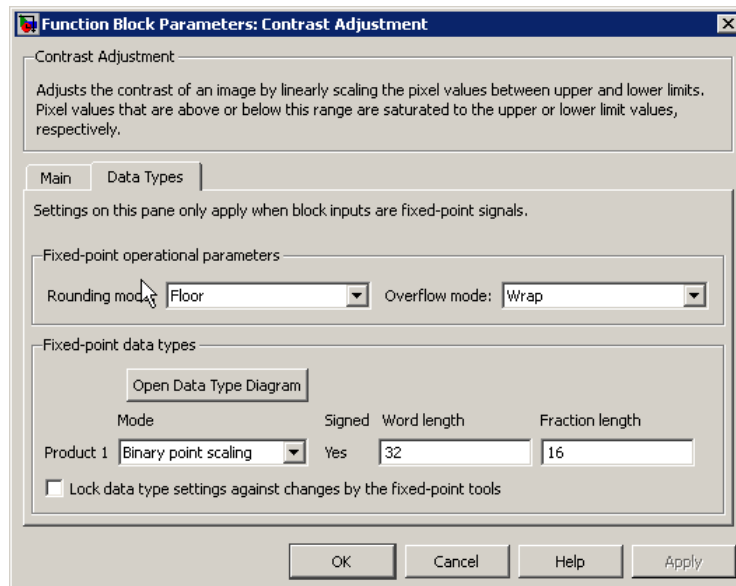 Function Block Parameters: Contrast Adjustment
Contrast Adjustment
Adjusts the contrast of an image by linearly scaling the pixel values between upper and lower limits.
Pixel values that are above or below this range are saturated to the upper or lower limit values,
respectively.
Main Data Types
Settings on this pane only apply when block inputs are fixed-point signals.
Fixed-point operational parameters
Rounding mode: Floor Overflow mode: Wrap
Fixed-point data types
Open Data Type Diagram
Mode Signed Word length Fraction length
Product 1 Binary point scaling Yes 32 16
Lock data type settings against changes by the fixed-point tools
OK Cancel Help Apply